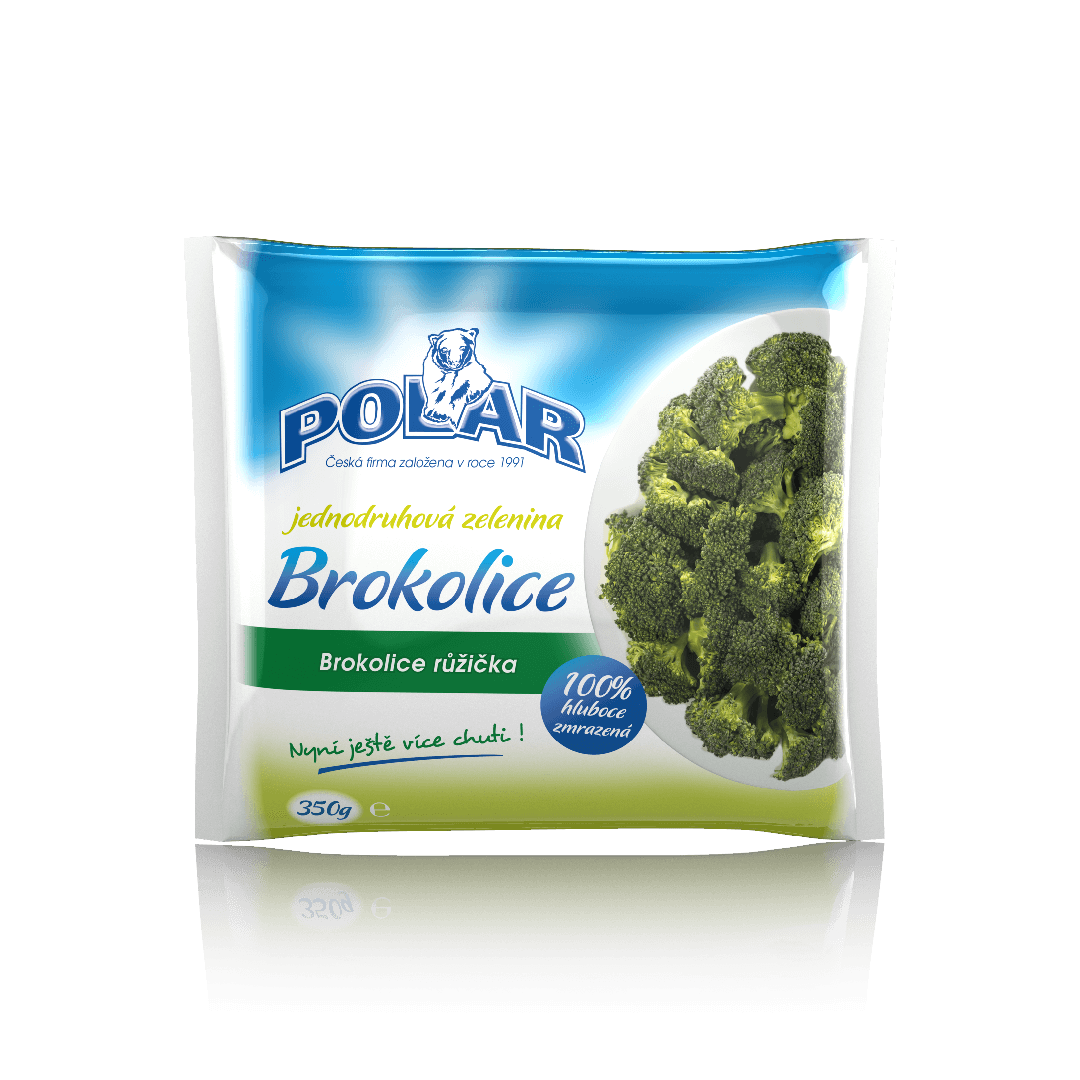 POLAR
Česká firma založena v roce 1991
jednodruhová zelenina
Brokolice
Brokolice růžička
100%
hluboce
zmrazená
Nyní ještě více chuti !
350g ℮